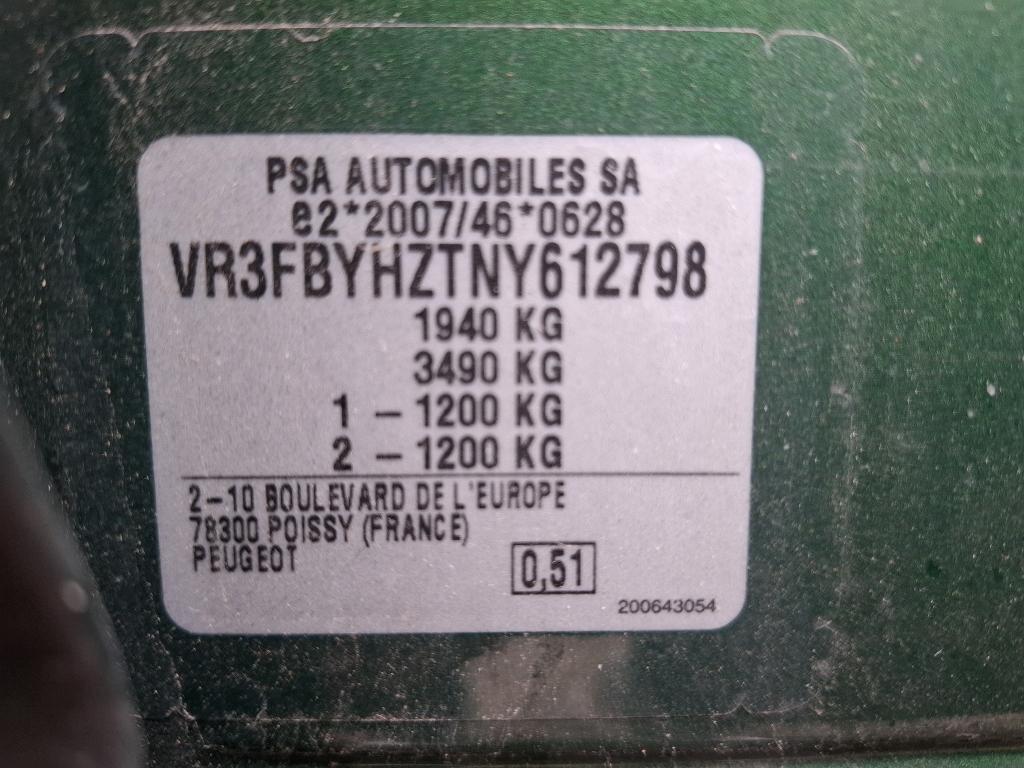 PSA AUTOMOBILES SA
e2*2007/46*0628
VR3FBYHZTNY612798
1940 KG
3490 KG
1 – 1200 KG
2 – 1200 KG
2–10 BOULEVARD DE L'EUROPE
78300 POISSY (FRANCE)
PEUGEOT
0,51
200643054